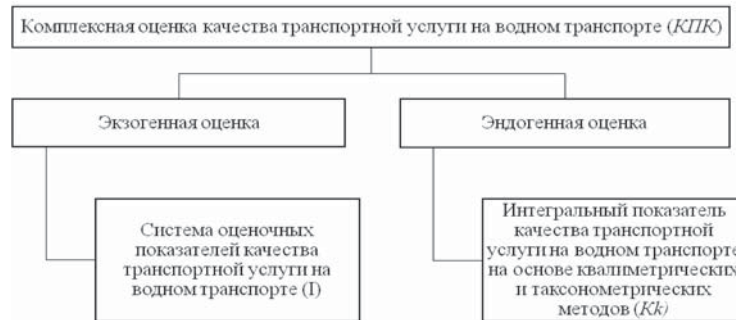 Комплексная оценка качества транспортной услуги на водном транспорте (КПК)
Экзогенная оценка
Эндогенная оценка
Система оценочных
показателей качества
транспортной услуги на
водном транспорте (I)
Интегральный показатель
качества транспортной
услуги на водном транспорте
на основе квалиметрических
и таксонометрических
методов (Kk)